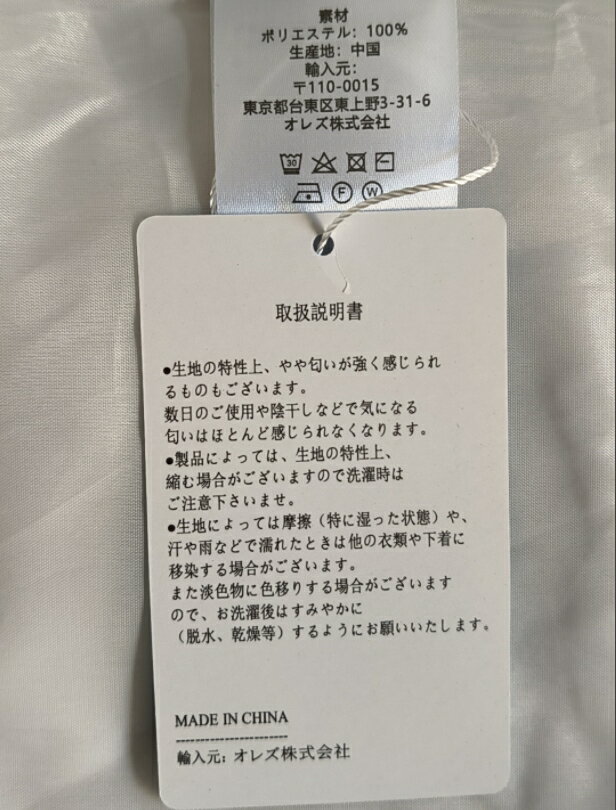 素材
ポリエステル: 100%
生産地: 中国
輸入元:
〒110-0015
東京都台東区東上野3-31-6
オレズ株式会社
30
F W
取扱説明書
●生地の特性上、やや匂いが強く感じられ
るものもございます。
数日のご使用や陰干しなどで気になる
匂いはほとんど感じられなくなります。
●製品によっては、生地の特性上、
縮む場合がございますので洗濯時は
ご注意下さいませ。
●生地によっては摩擦（特に湿った状態）や、
汗や雨などで濡れたときは他の衣類や下着に
移染する場合がございます。
また淡色物に色移りする場合がございます
ので、お洗濯後はすみやかに
（脱水、乾燥等）するようにお願いいたします。
MADE IN CHINA
------------------------
輸入元: オレズ株式会社